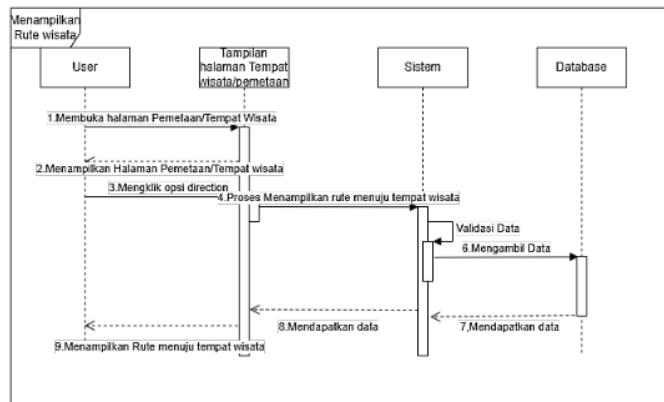 Menampilkan
Rute wisata
User
Tampilan
halaman Tempat
wisata/pemetaan
Sistem
Database
1.Membuka halaman Pemetaan/Tempat Wisata
2.Menampilkan Halaman Pemetaan/Tempat wisata
3.Mengklik opsi direction
4.Proses Menampilkan rute menuju tempat wisata
Validasi Data
6.Mengambil Data
7,Mendapatkan data
8.Mendapatkan data
9.Menampilkan Rute menuju tempat wisata